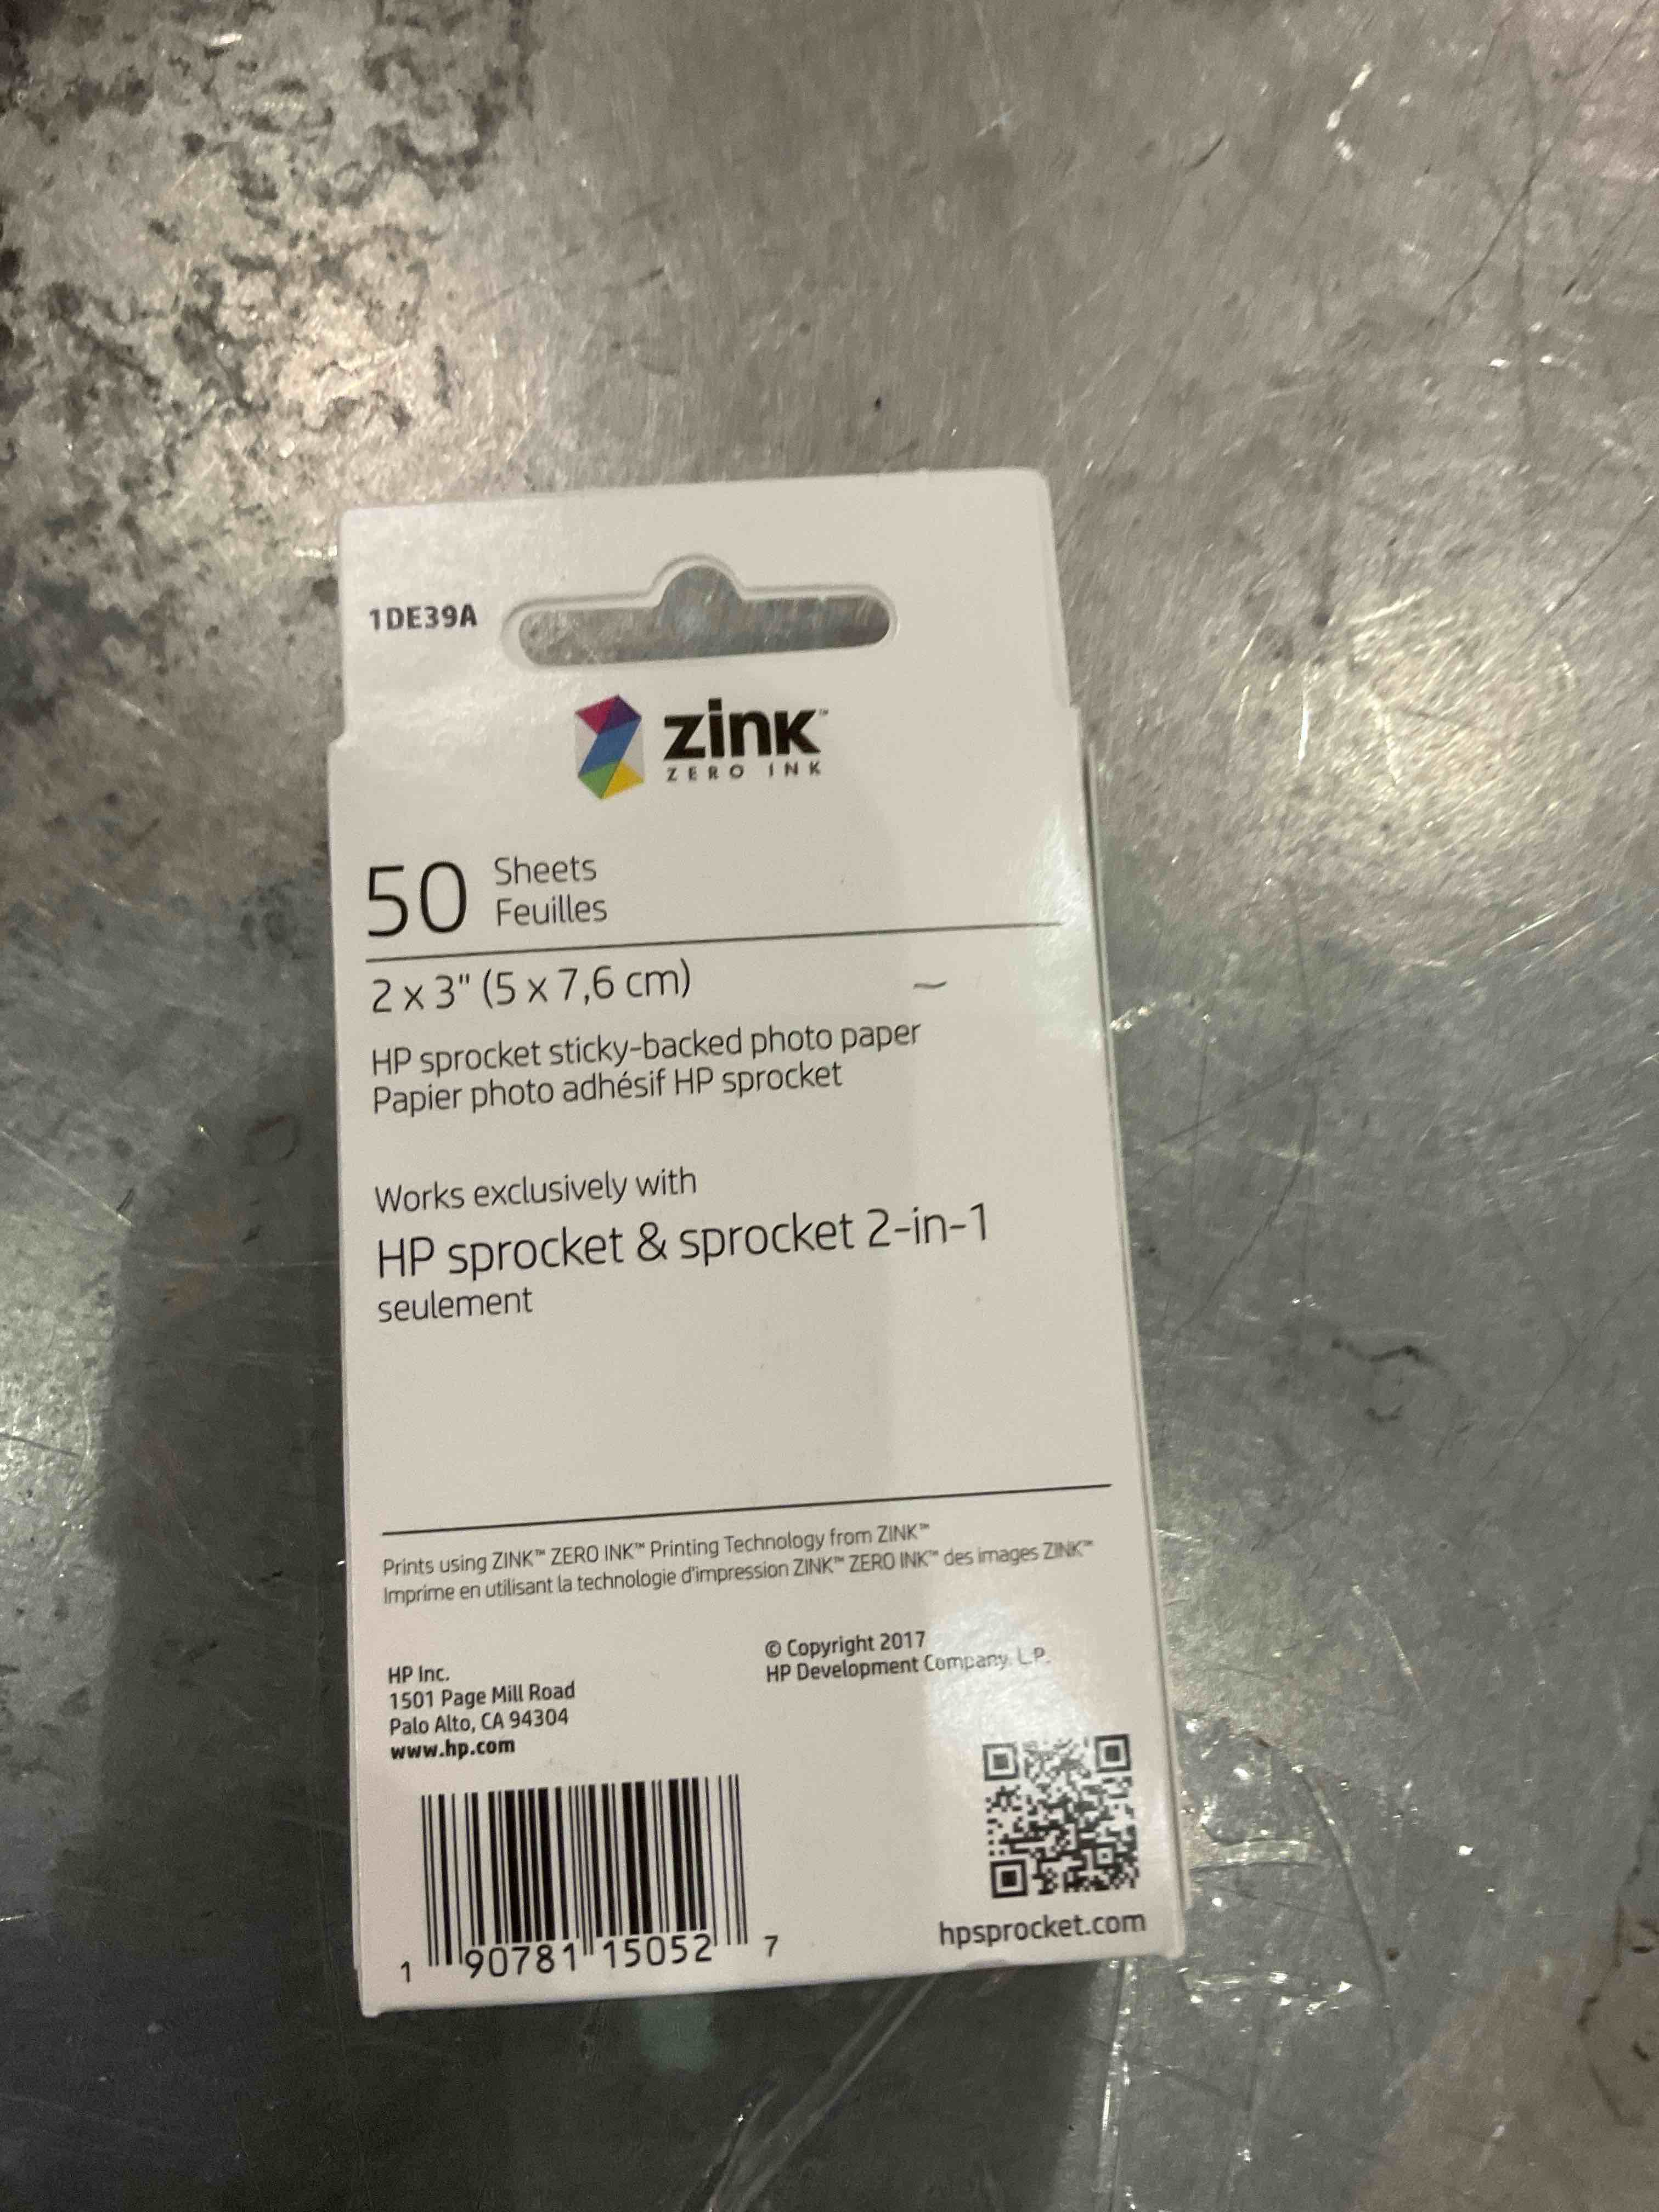 1DE39A
zink™
ZERO INK
50 Sheets
Feuilles
2 x 3" (5 x 7,6 cm)
HP sprocket sticky-backed photo paper
Papier photo adhésif HP sprocket
Works exclusively with
HP sprocket & sprocket 2-in-1
seulement
Prints using ZINK™ ZERO INK™ Printing Technology from ZINK™
Imprime en utilisant la technologie d'impression ZINK™ ZERO INK™ des images ZINK™
HP Inc.
1501 Page Mill Road
Palo Alto, CA 94304
www.hp.com
© Copyright 2017
HP Development Company, L.P.
1 90781 15052 7
hpsprocket.com